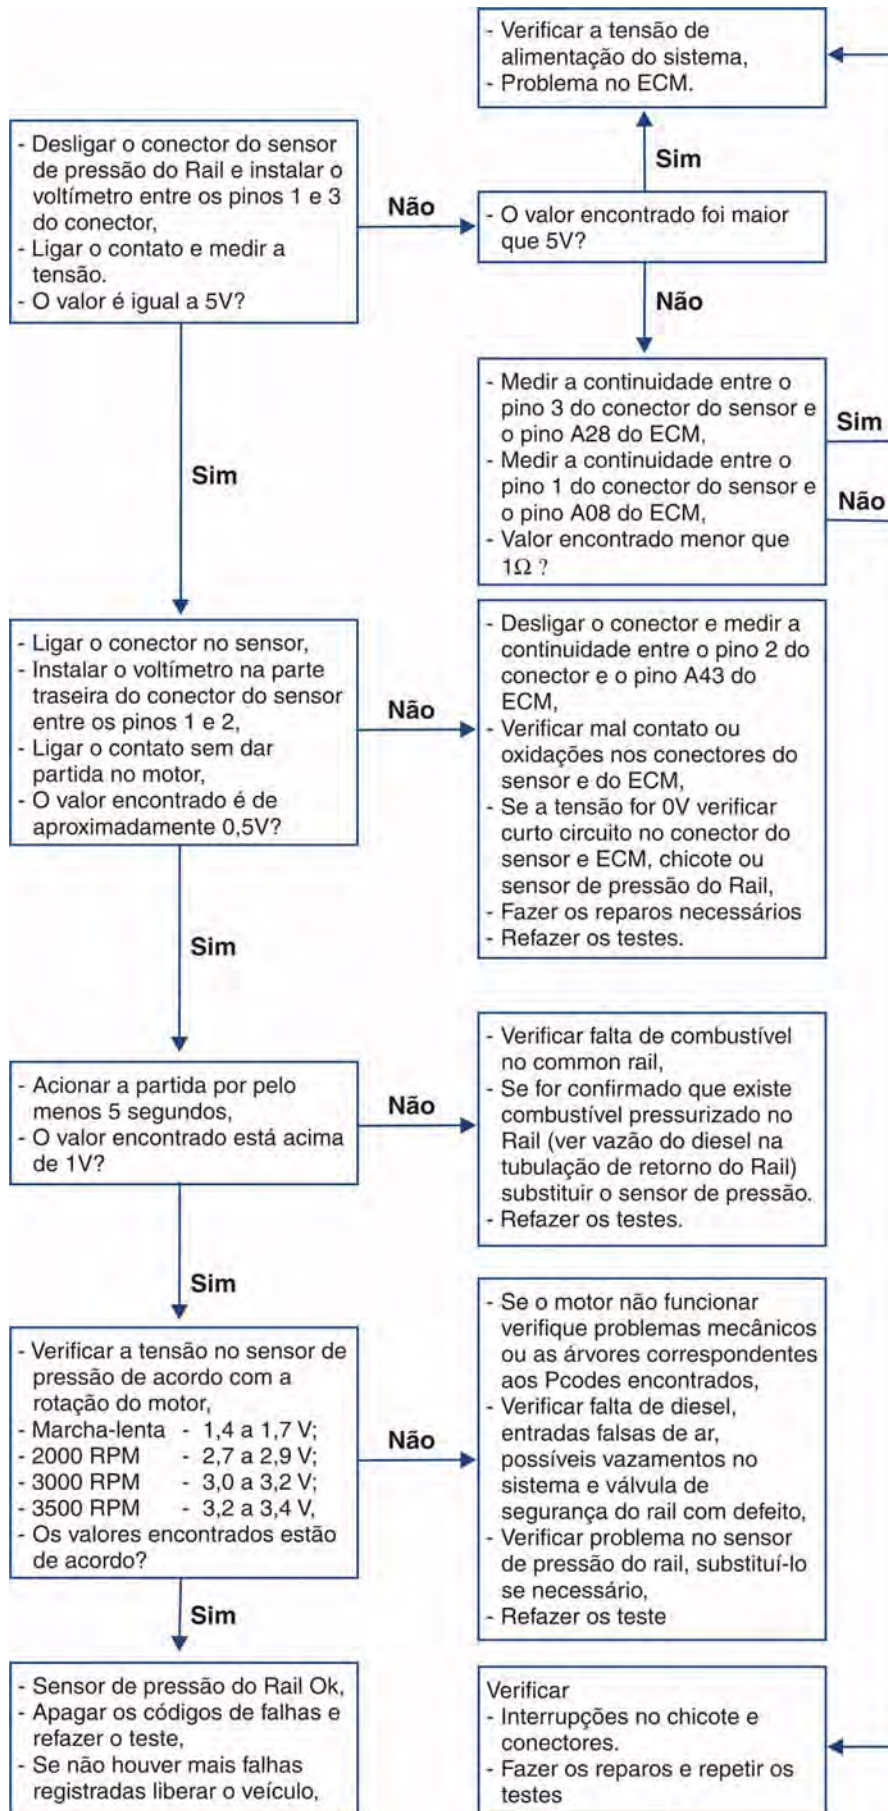 - Verificar a tensão de
alimentação do sistema,
- Problema no ECM.
- Desligar o conector do sensor
de pressão do Rail e instalar o
voltímetro entre os pinos 1 e 3
do conector,
- Ligar o contato e medir a
tensão.
- O valor é igual a 5V?
Não
Sim
- O valor encontrado foi maior
que 5V?
Não
Sim
- Medir a continuidade entre o
pino 3 do conector do sensor e
o pino A28 do ECM,
- Medir a continuidade entre o
pino 1 do conector do sensor e
o pino A08 do ECM,
- Valor encontrado menor que
1Ω ?
Sim
Não
- Ligar o conector no sensor,
- Instalar o voltímetro na parte
traseira do conector do sensor
entre os pinos 1 e 2,
- Ligar o contato sem dar
partida no motor,
- O valor encontrado é de
aproximadamente 0,5V?
Não
- Desligar o conector e medir a
continuidade entre o pino 2 do
conector e o pino A43 do
ECM,
- Verificar mal contato ou
oxidações nos conectores do
sensor e do ECM,
- Se a tensão for 0V verificar
curto circuito no conector do
sensor e ECM, chicote ou
sensor de pressão do Rail,
- Fazer os reparos necessários
- Refazer os testes.
Sim
- Acionar a partida por pelo
menos 5 segundos,
- O valor encontrado está acima
de 1V?
Não
- Verificar falta de combustível
no common rail,
- Se for confirmado que existe
combustível pressurizado no
Rail (ver vazão do diesel na
tubulação de retorno do Rail)
substituir o sensor de pressão.
- Refazer os testes.
Sim
- Verificar a tensão no sensor de
pressão de acordo com a
rotação do motor,
- Marcha-lenta - 1,4 a 1,7 V;
- 2000 RPM - 2,7 a 2,9 V;
- 3000 RPM - 3,0 a 3,2 V;
- 3500 RPM - 3,2 a 3,4 V,
- Os valores encontrados estão
de acordo?
Não
- Se o motor não funcionar
verifique problemas mecânicos
ou as árvores correspondentes
aos Pcodes encontrados,
- Verificar falta de diesel,
entradas falsas de ar,
possíveis vazamentos no
sistema e válvula de
segurança do rail com defeito,
- Verificar problema no sensor
de pressão do rail, substituí-lo
se necessário,
- Refazer os teste
Sim
- Sensor de pressão do Rail Ok,
- Apagar os códigos de falhas e
refazer o teste,
- Se não houver mais falhas
registradas liberar o veículo,
Verificar
- Interrupções no chicote e
conectores.
- Fazer os reparos e repetir os
testes